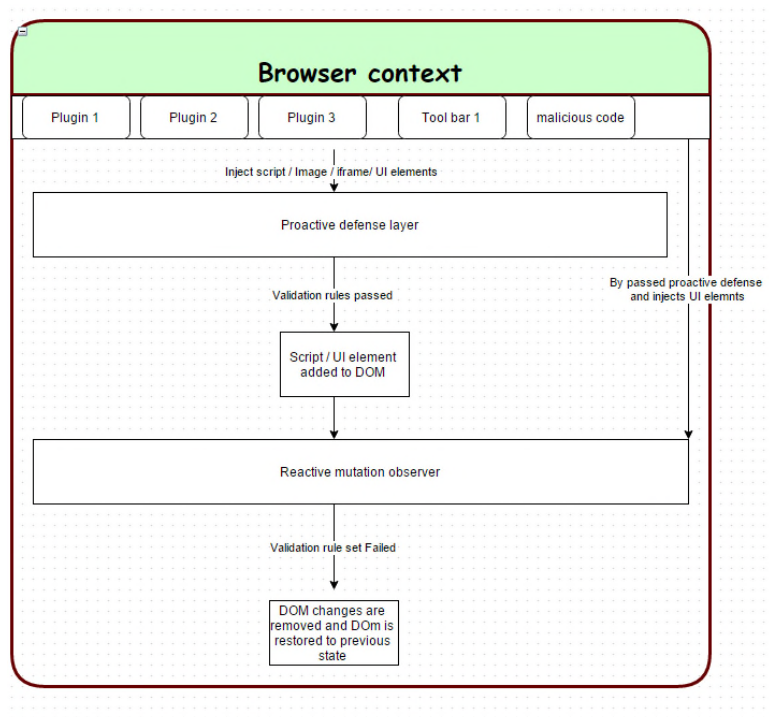 Browser context
Plugin 1
Plugin 2
Plugin 3
Tool bar 1
malicious code
Inject script / Image / iframe/ UI elements
Proactive defense layer
By passed proactive defense
and injects UI elemnts
Validation rules passed
Script / UI element
added to DOM
Reactive mutation observer
Validation rule set Failed
DOM changes are
removed and DOm is
restored to previous
state